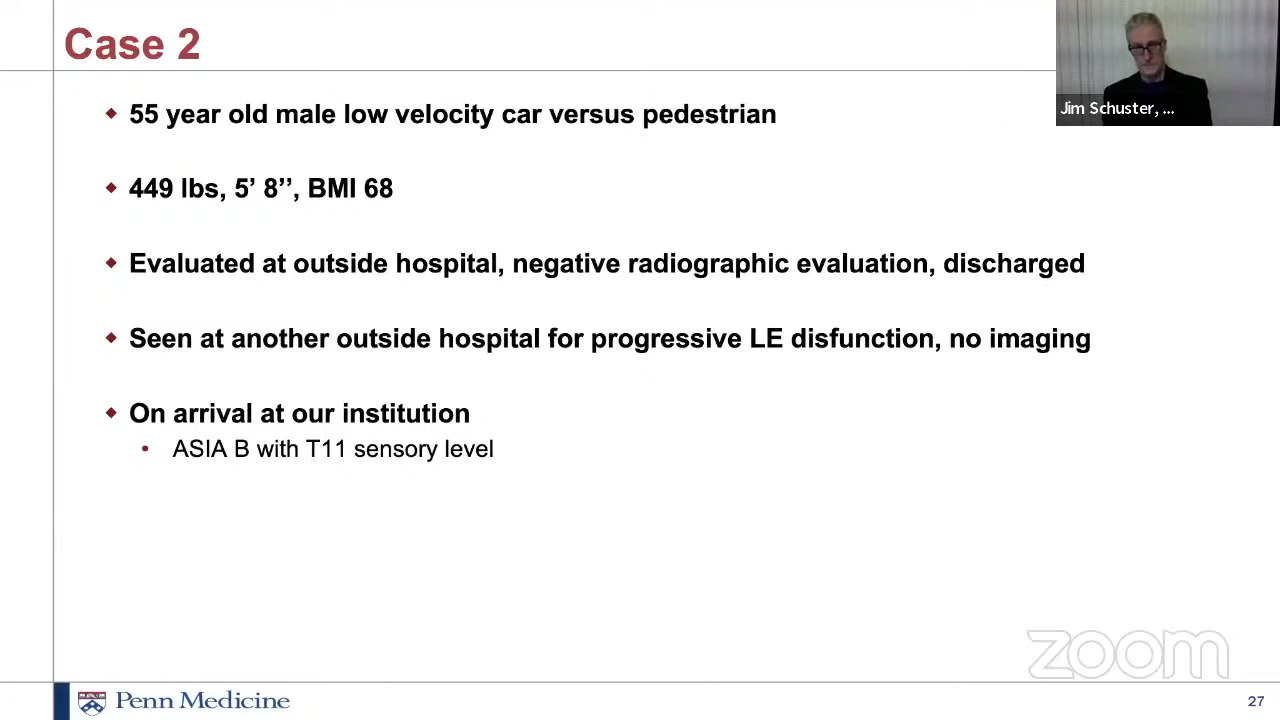 Case 2
Jim Schuster, ...
55 year old male low velocity car versus pedestrian
449 lbs, 5’ 8’’, BMI 68
Evaluated at outside hospital, negative radiographic evaluation, discharged
Seen at another outside hospital for progressive LE disfunction, no imaging
On arrival at our institution
ASIA B with T11 sensory level
zoom
Penn Medicine
27